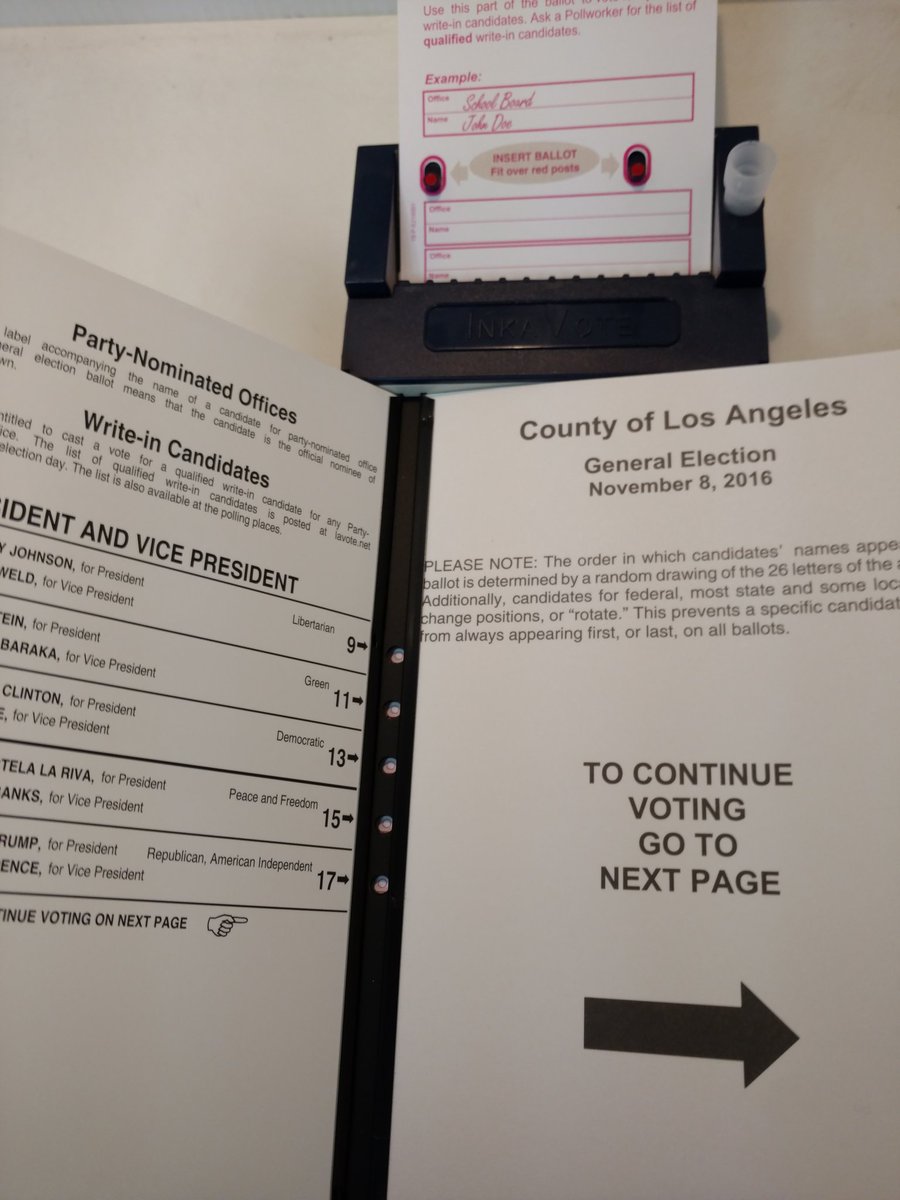 Use this part of the ballot to
write-in candidates. Ask a Pollworker for the list of
qualified write-in candidates.
Example:
Office School Board
Name John Doe
INSERT BALLOT
Fit over red posts
Office
Name
Office
Name
INKAVOTE
Party-Nominated Offices
label accompanying the name of a candidate for party-nominated office
eral election ballot means that the candidate is the official nominee of
wn.
Write-in Candidates
ntitled to cast a vote for a qualified write-in candidate for any Party-
ice. The list of qualified write-in candidates is posted at lavote.net
election day. The list is also available at the polling places.
SIDENT AND VICE PRESIDENT
Y JOHNSON, for President
WELD, for Vice President
Libertarian
9➡
TEIN, for President
BARAKA, for Vice President
Green
11➡
CLINTON, for President
E, for Vice President
Democratic
13➡
TELA LA RIVA, for President
ANKS, for Vice President
Peace and Freedom
15➡
RUMP, for President
ENCE, for Vice President
Republican, American Independent
17➡
TINUE VOTING ON NEXT PAGE
County of Los Angeles
General Election
November 8, 2016
PLEASE NOTE: The order in which candidates' names appe
ballot is determined by a random drawing of the 26 letters of the a
Additionally, candidates for federal, most state and some loc
change positions, or “rotate.” This prevents a specific candidat
from always appearing first, or last, on all ballots.
TO CONTINUE
VOTING
GO TO
NEXT PAGE